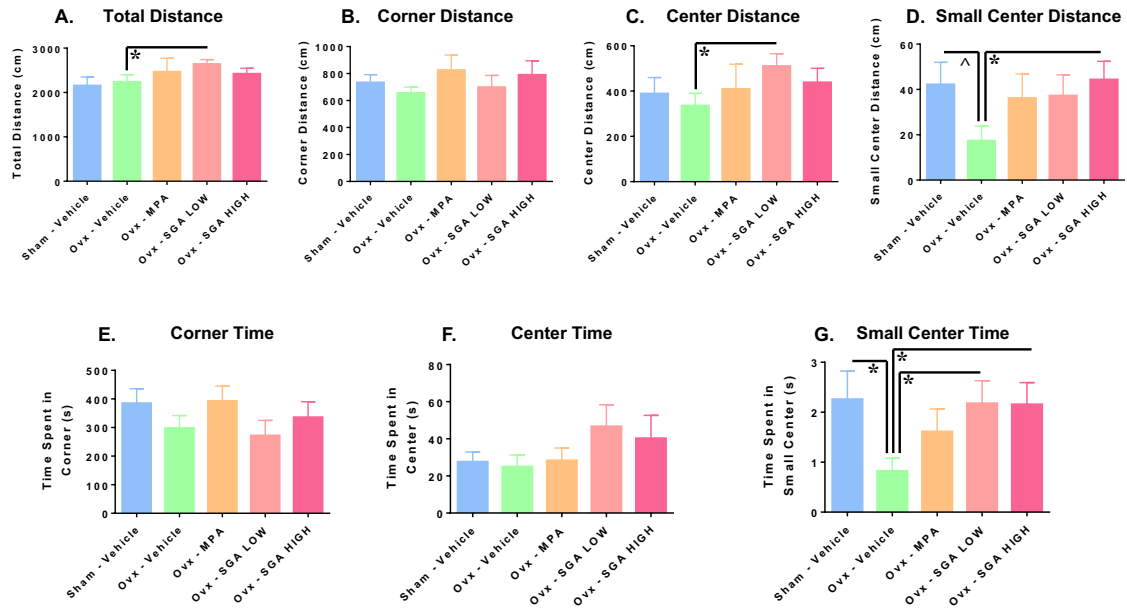 A. Total Distance
Total Distance (cm)
3000
2000
1000
0
*
Sham - Vehicle
Ovx - Vehicle
Ovx - MPA
Ovx - SGA LOW
Ovx - SGA HIGH
B. Corner Distance
Corner Distance (cm)
1000
800
600
400
200
0
Sham - Vehicle
Ovx - Vehicle
Ovx - MPA
Ovx - SGA LOW
Ovx - SGA HIGH
C. Center Distance
Center Distance (cm)
600
400
200
0
*
Sham - Vehicle
Ovx - Vehicle
Ovx - MPA
Ovx - SGA LOW
Ovx - SGA HIGH
D. Small Center Distance
Small Center Distance (cm)
60
40
20
0
^
*
Sham - Vehicle
Ovx - Vehicle
Ovx - MPA
Ovx - SGA LOW
Ovx - SGA HIGH
E. Corner Time
Time Spent in
Corner (s)
500
400
300
200
100
0
Sham - Vehicle
Ovx - Vehicle
Ovx - MPA
Ovx - SGA LOW
Ovx - SGA HIGH
F. Center Time
Time Spent in
Center (s)
80
60
40
20
0
Sham - Vehicle
Ovx - Vehicle
Ovx - MPA
Ovx - SGA LOW
Ovx - SGA HIGH
G. Small Center Time
Time Spent in
Small Center (s)
3
2
1
0
*
*
*
Sham - Vehicle
Ovx - Vehicle
Ovx - MPA
Ovx - SGA LOW
Ovx - SGA HIGH